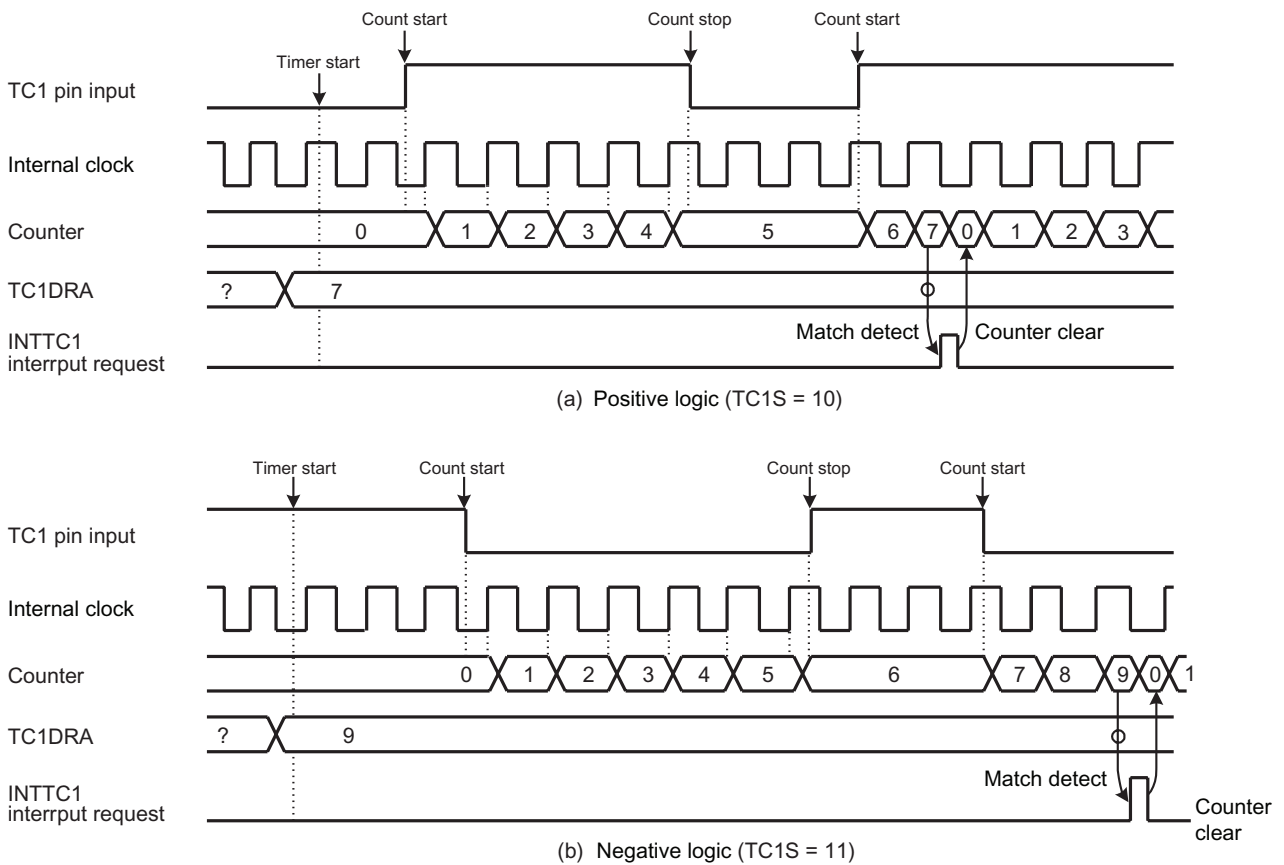 Count start Count stop Count start
Timer start
TC1 pin input
Internal clock
Counter 0 1 2 3 4 5 6 7 0 1 2 3
TC1DRA ? 7
INTTC1
interrput request
Match detect Counter clear
(a) Positive logic (TC1S = 10)
Timer start Count start Count stop Count start
TC1 pin input
Internal clock
Counter 0 1 2 3 4 5 6 7 8 9 0 1
TC1DRA ? 9
INTTC1
interrput request
Match detect
Counter
clear
(b) Negative logic (TC1S = 11)